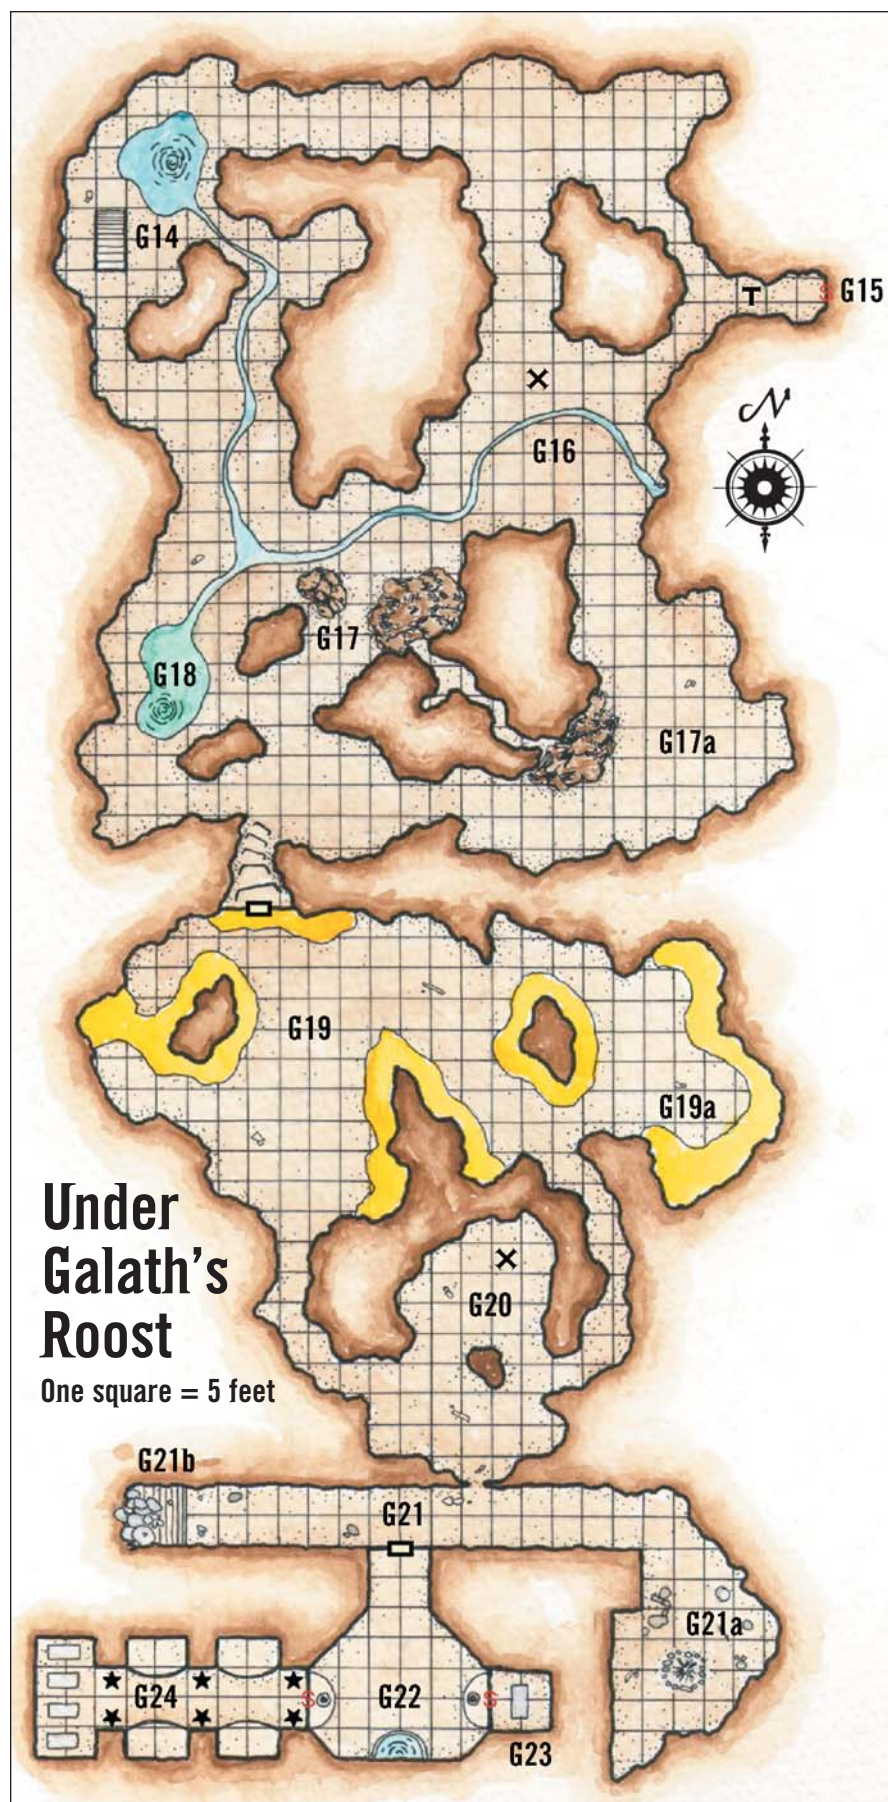 G14
S G15
T
N
G16
G17
G18
G17a
G19
G19a
Under
Galath's
Roost
One square = 5 feet
G20
G21b
G21
G21a
G24
S
G22
S
G23